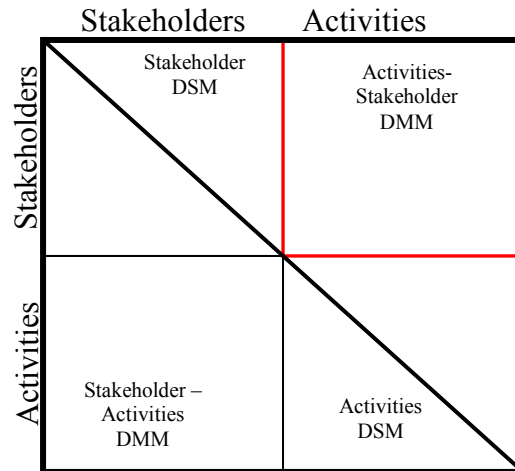 Stakeholders Activities
Stakeholders
Stakeholder
DSM
Activities-
Stakeholder
DMM
Activities
Stakeholder –
Activities
DMM
Activities
DSM